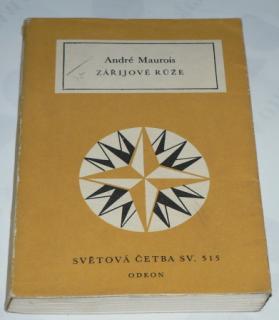 André Maurois
ZÁŘIJOVÉ RŮŽE
SVĚTOVÁ ČETBA SV. 515
ODEON